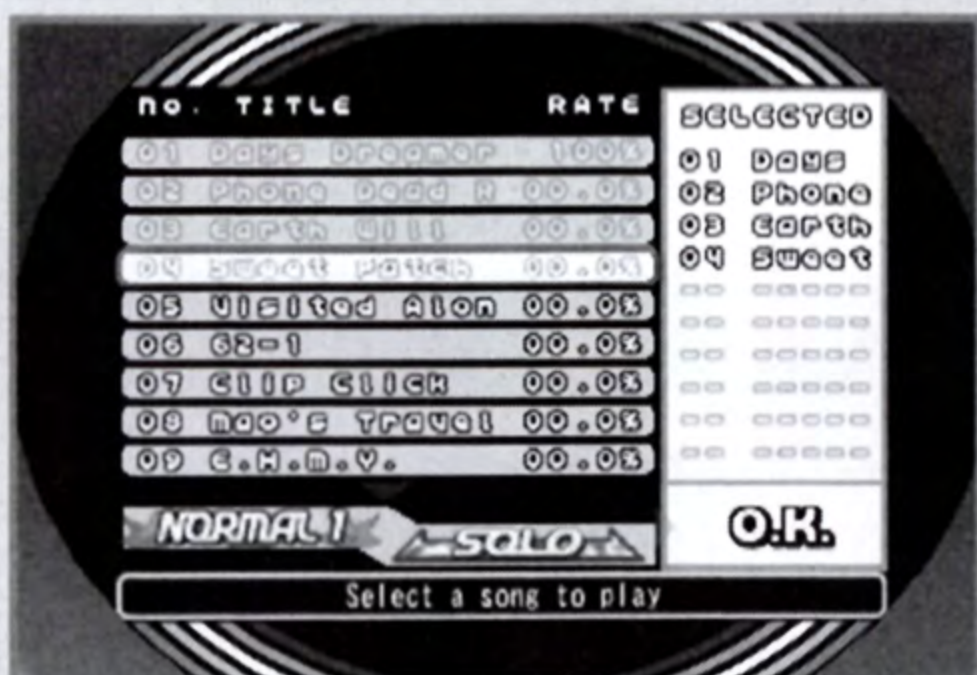 no. TITLE RATE
01 Days Dreamer 100%
02 Phone Dead R 00.0%
03 Earth Will 00.0%
04 Sweet 00.0%
05 Visited Alon 00.0%
06 62-1 00.0%
07 Clip Click 00.0%
08 Mao's Travel 00.0%
09 E.H.M.V. 00.0%
NORMAL 1
SOLO
Select a song to play
SELECTED
01 Days
02 Phone
03 Earth
04 Sweet
-- -----
-- -----
-- -----
-- -----
-- -----
-- -----
O.K.